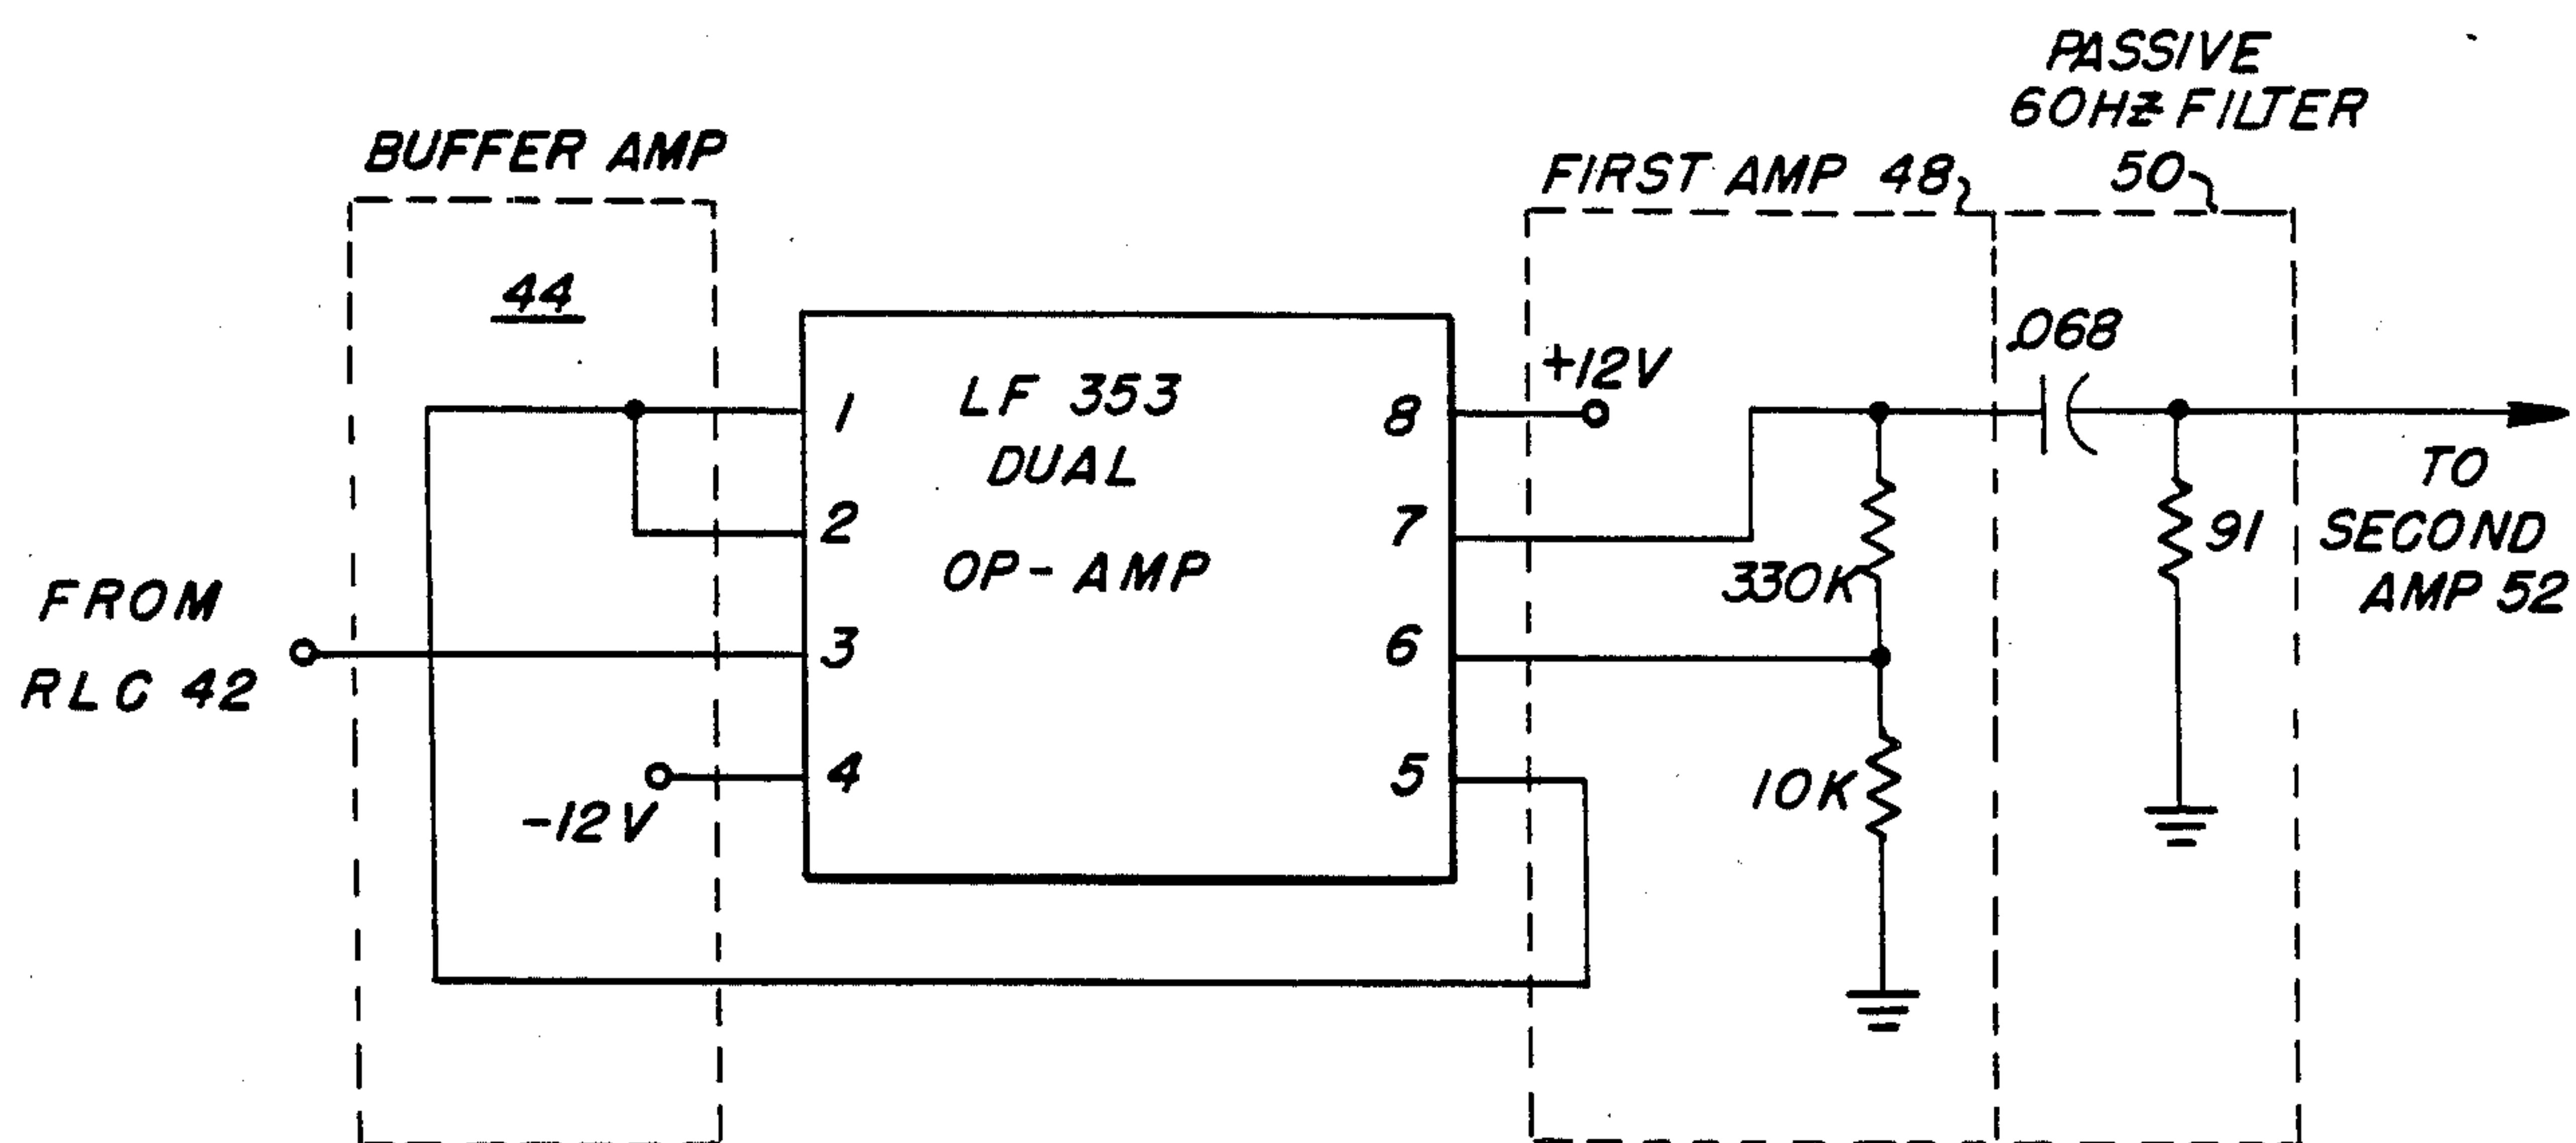 PASSIVE
60HZ FILTER
50
BUFFER AMP
FIRST AMP 48
44
LF 353
DUAL
OP-AMP
1
2
3
4
8
7
6
5
FROM
RLC 42
-12V
+12V
330K
10K
.068
91
TO
SECOND
AMP 52